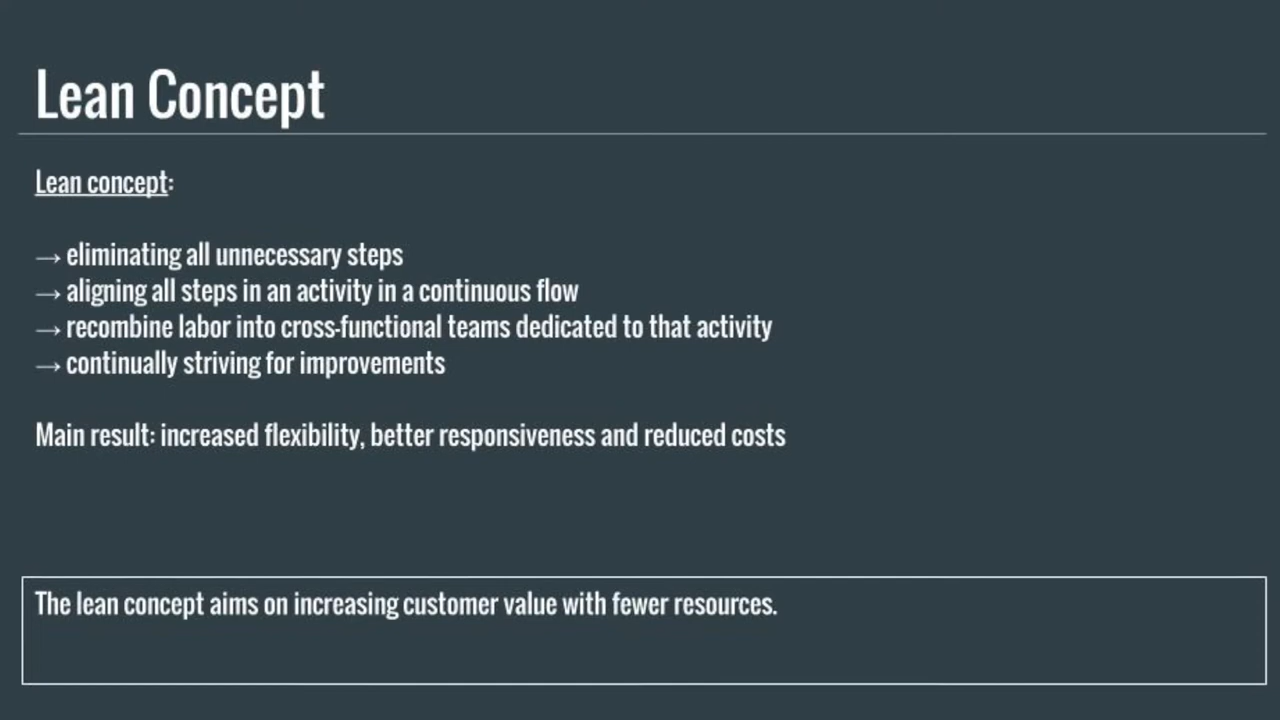 Lean Concept
Lean concept:
→ eliminating all unnecessary steps
→ aligning all steps in an activity in a continuous flow
→ recombine labor into cross-functional teams dedicated to that activity
→ continually striving for improvements
Main result: increased flexibility, better responsiveness and reduced costs
The lean concept aims on increasing customer value with fewer resources.